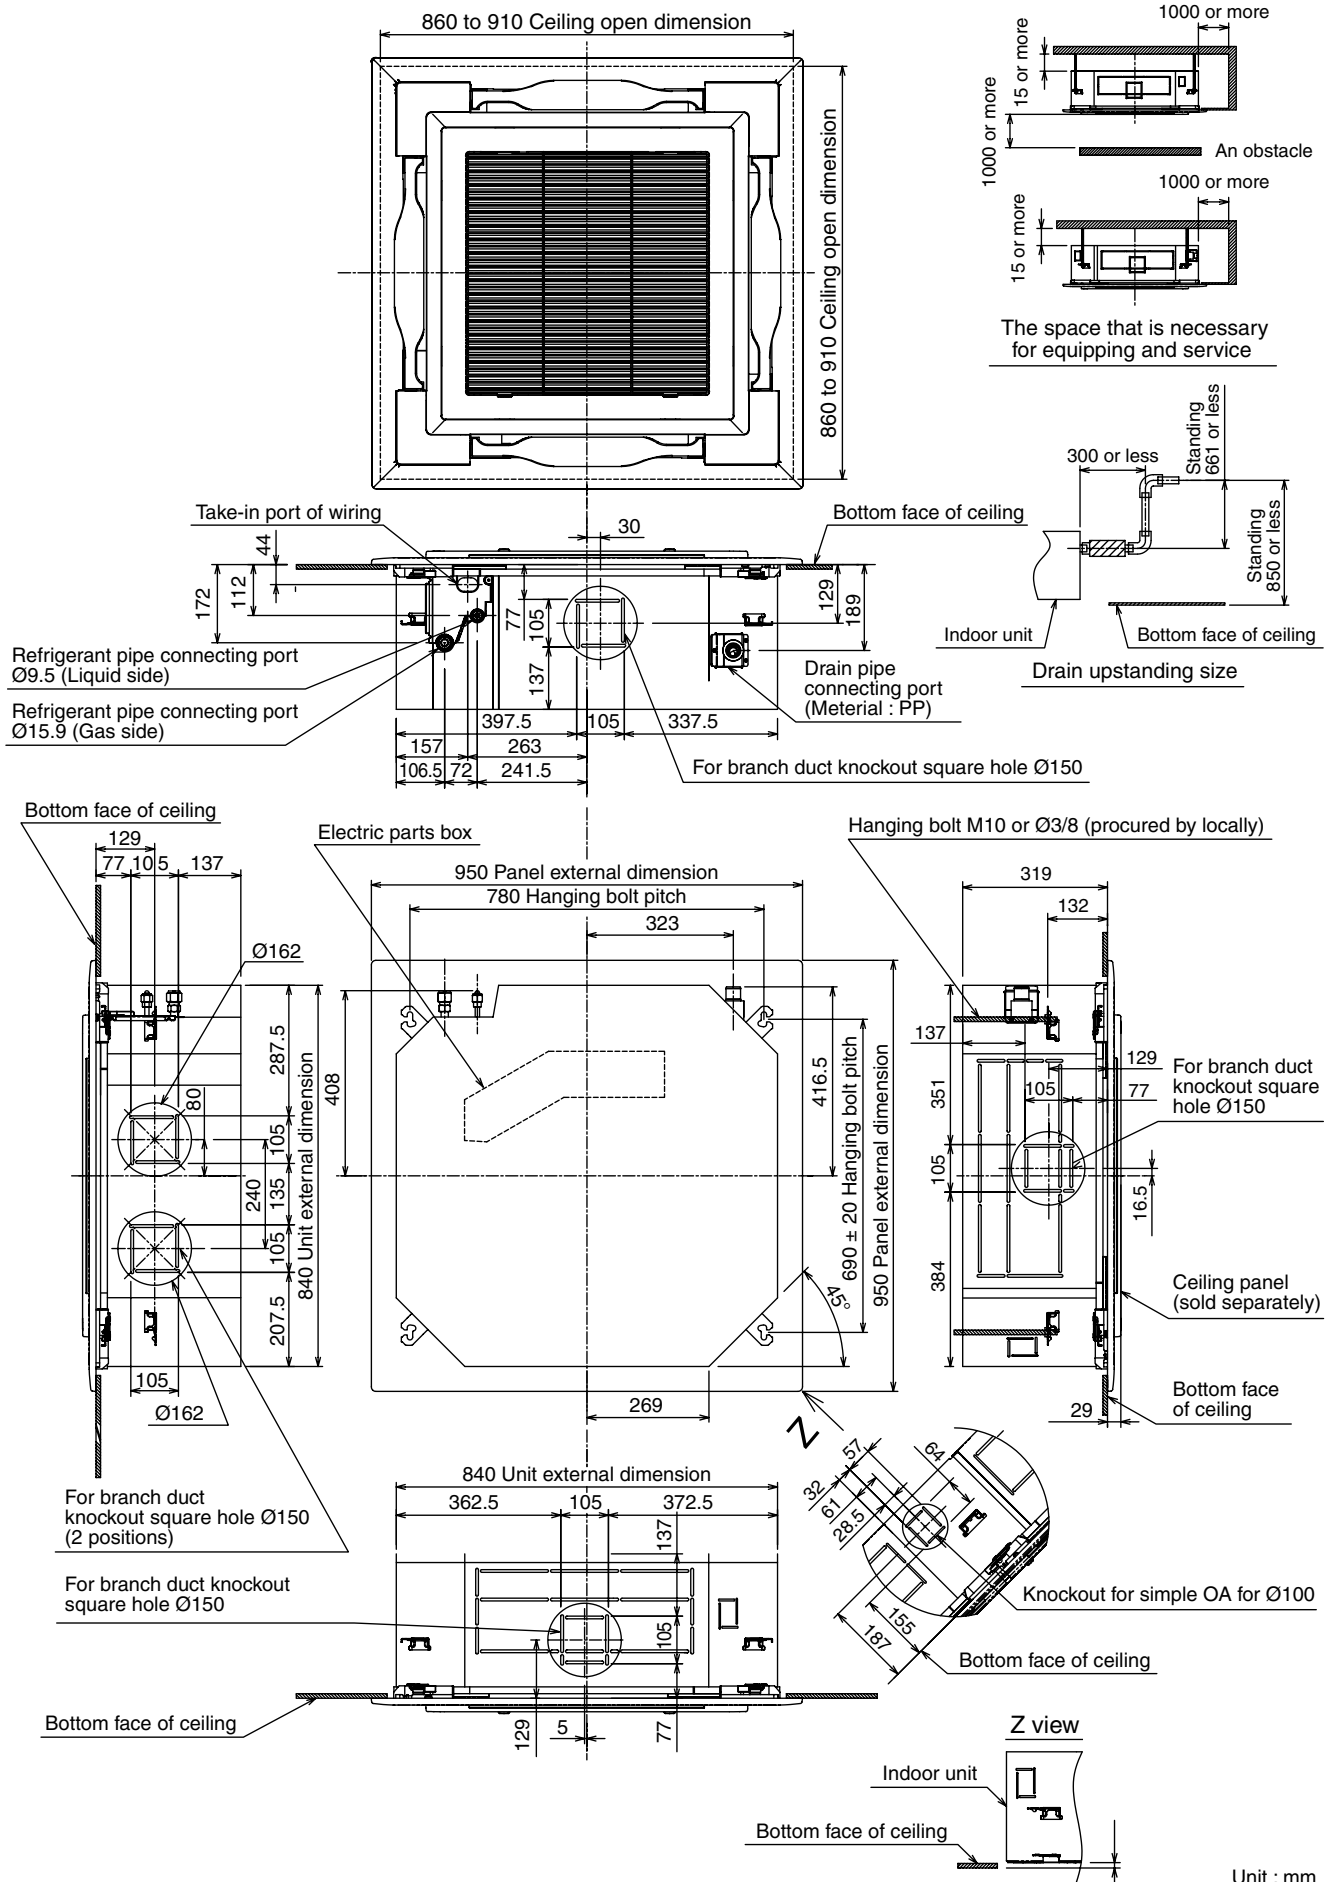 860 to 910 Ceiling open dimension
860 to 910 Ceiling open dimension
1000 or more
15 or more
1000 or more
An obstacle
1000 or more
15 or more
The space that is necessary
for equipping and service
300 or less
Standing
661 or less
Standing
850 or less
Indoor unit
Bottom face of ceiling
Drain upstanding size
Take-in port of wiring
30
Bottom face of ceiling
44
112
172
77
105
137
129
189
Refrigerant pipe connecting port
Ø9.5 (Liquid side)
Refrigerant pipe connecting port
Ø15.9 (Gas side)
Drain pipe
connecting port
(Meterial : PP)
397.5
105
337.5
157
263
106.5
72
241.5
For branch duct knockout square hole Ø150
Bottom face of ceiling
129
77
105
137
Ø162
287.5
80
105
240
135
105
207.5
840 Unit external dimension
105
Ø162
For branch duct
knockout square hole Ø150
(2 positions)
Electric parts box
950 Panel external dimension
780 Hanging bolt pitch
323
408
416.5
690 ± 20 Hanging bolt pitch
950 Panel external dimension
45°
269
Z
Hanging bolt M10 or Ø3/8 (procured by locally)
319
132
137
129
105
77
351
105
384
16.5
For branch duct
knockout square
hole Ø150
Ceiling panel
(sold separately)
Bottom face
of ceiling
29
840 Unit external dimension
362.5
105
372.5
137
105
77
129
5
For branch duct knockout
square hole Ø150
Bottom face of ceiling
57
64
32
61
28.5
155
187
Knockout for simple OA for Ø100
Bottom face of ceiling
Z view
Indoor unit
Bottom face of ceiling
Unit : mm